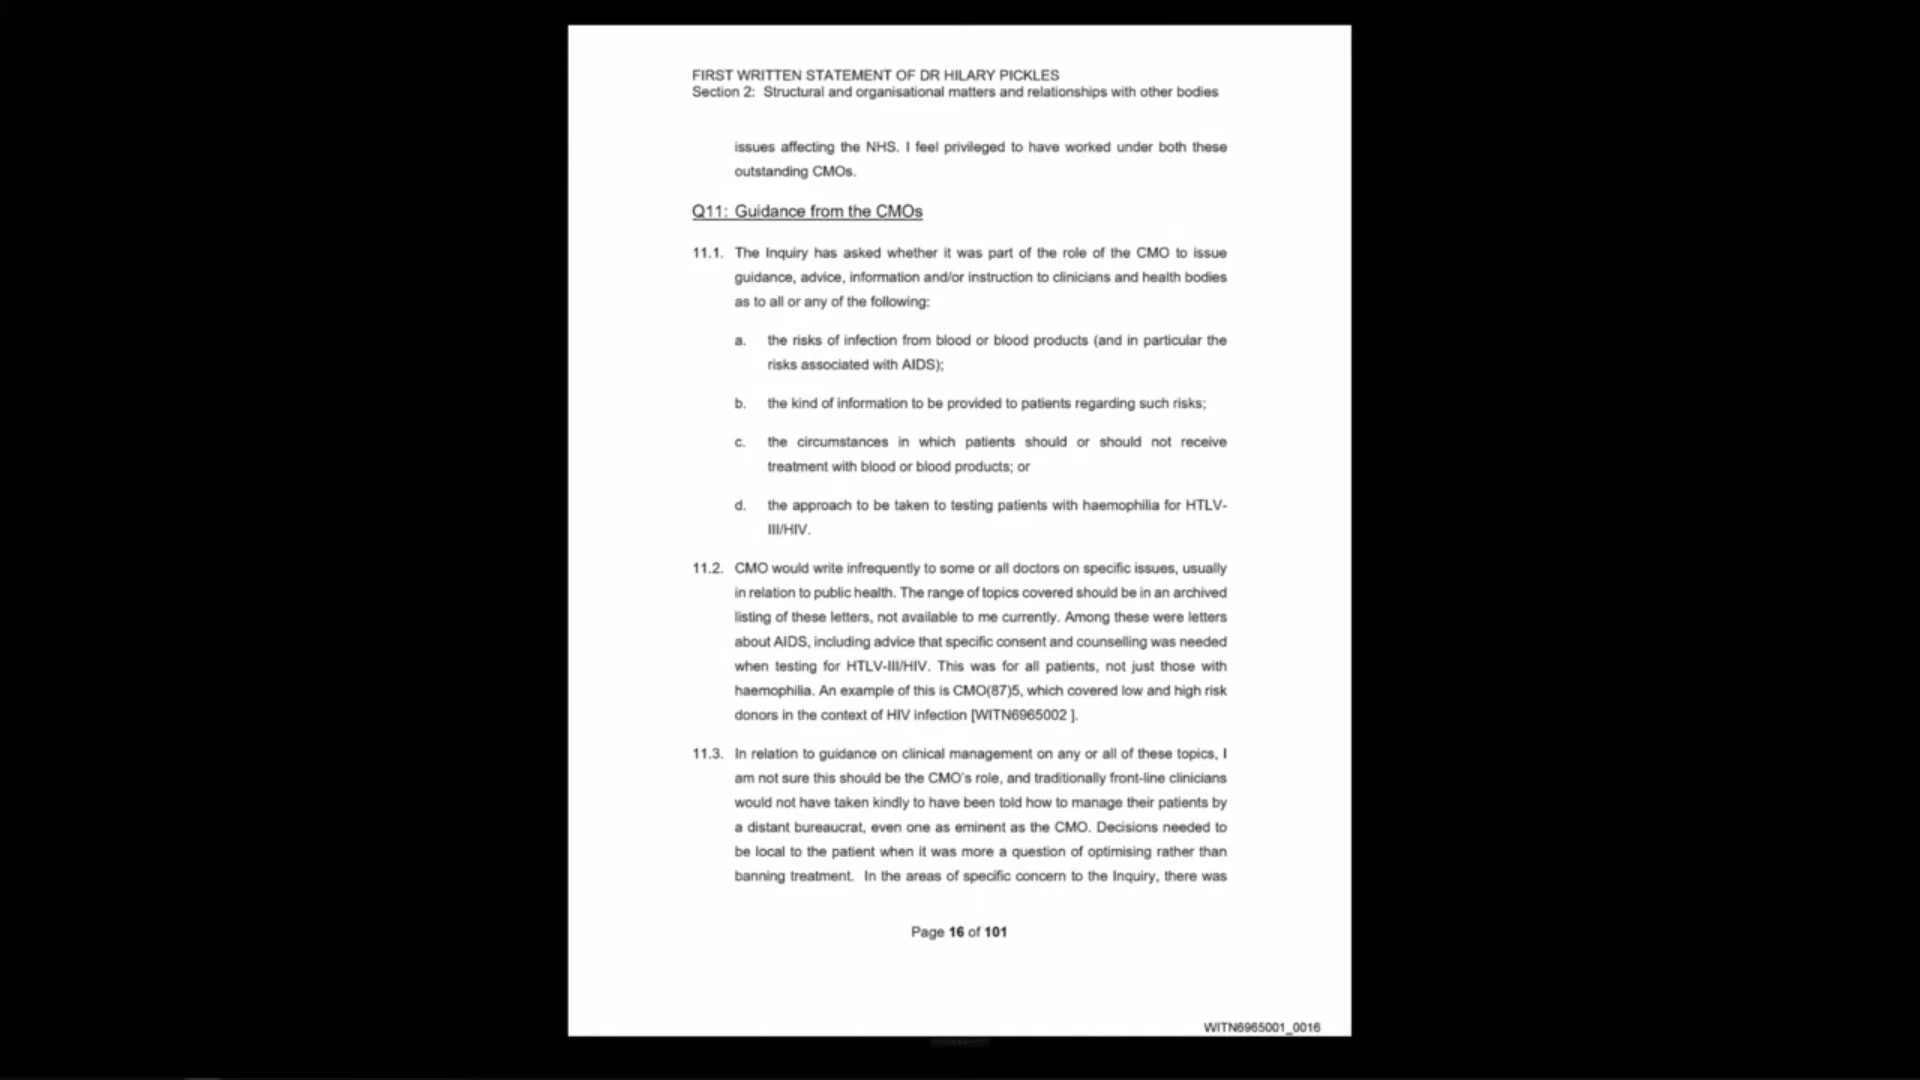 FIRST WRITTEN STATEMENT OF DR HILARY PICKLES
Section 2: Structural and organisational matters and relationships with other bodies
issues affecting the NHS. I feel privileged to have worked under both these
outstanding CMOs.
Q11: Guidance from the CMOs
11.1. The Inquiry has asked whether it was part of the role of the CMO to issue
guidance, advice, information and/or instruction to clinicians and health bodies
as to all or any of the following:
a. the risks of infection from blood or blood products (and in particular the
risks associated with AIDS);
b. the kind of information to be provided to patients regarding such risks;
c. the circumstances in which patients should or should not receive
treatment with blood or blood products; or
d. the approach to be taken to testing patients with haemophilia for HTLV-
III/HIV.
11.2. CMO would write infrequently to some or all doctors on specific issues, usually
in relation to public health. The range of topics covered should be in an archived
listing of these letters, not available to me currently. Among these were letters
about AIDS, including advice that specific consent and counselling was needed
when testing for HTLV-III/HIV. This was for all patients, not just those with
haemophilia. An example of this is CMO(87)5, which covered low and high risk
donors in the context of HIV infection [WITN6965002 ].
11.3. In relation to guidance on clinical management on any or all of these topics, I
am not sure this should be the CMO's role, and traditionally front-line clinicians
would not have taken kindly to have been told how to manage their patients by
a distant bureaucrat, even one as eminent as the CMO. Decisions needed to
be local to the patient when it was more a question of optimising rather than
banning treatment. In the areas of specific concern to the Inquiry, there was
Page 16 of 101
WITN6965001_0016